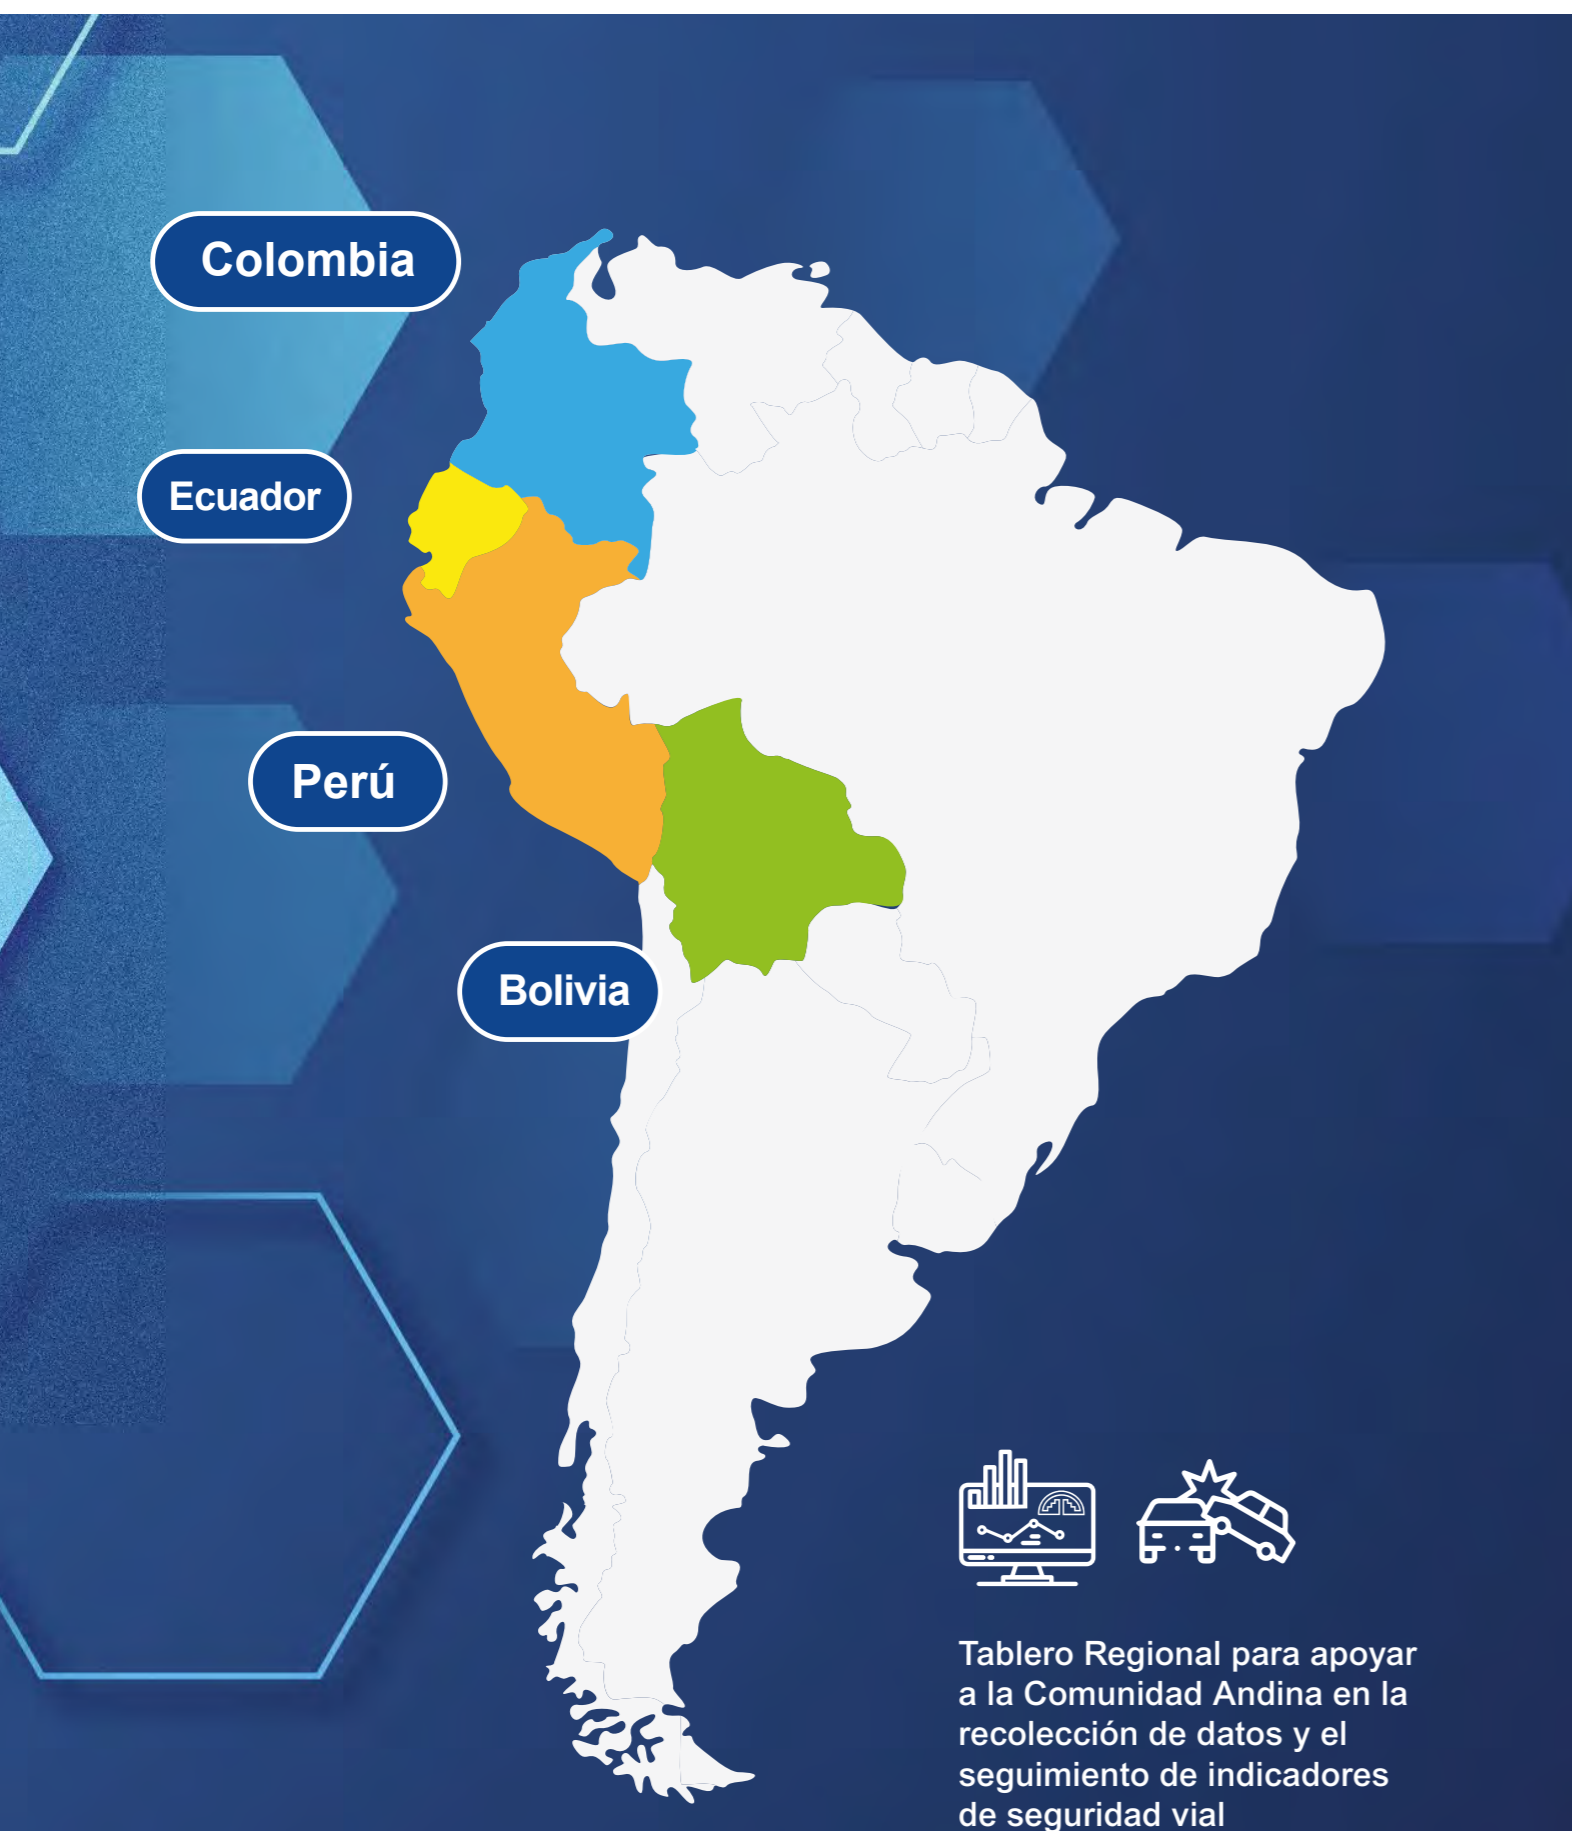 Colombia
Ecuador
Perú
Bolivia
Tablero Regional para apoyar
a la Comunidad Andina en la
recolección de datos y el
seguimiento de indicadores
de seguridad vial